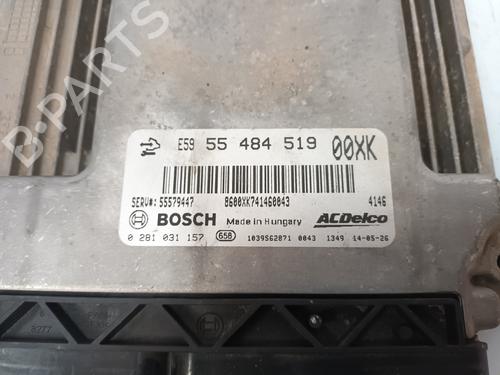 B-PARTS
E59 55 484 519 00XK
SERV#: 55579447 B600XK741460043 4146
BOSCH Made in Hungary ACDelco
0 281 031 157 658 1039S62871 0043 1349 14-05-26